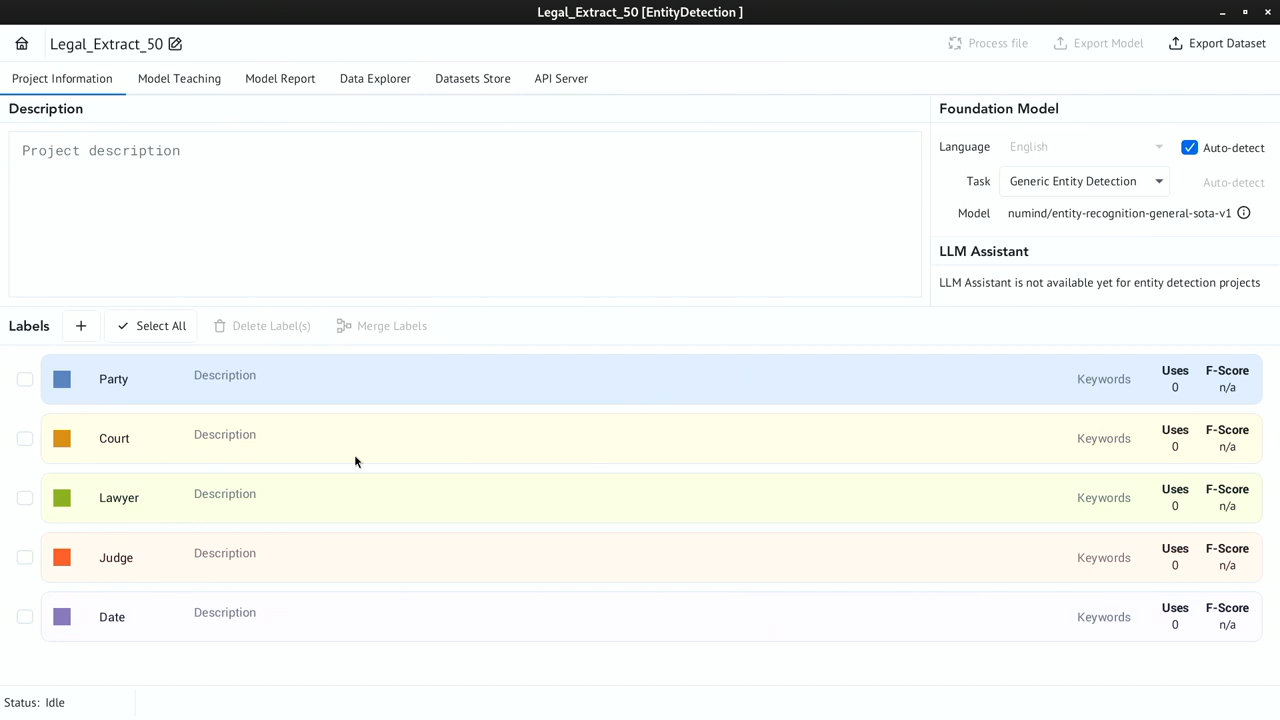 Legal_Extract_50 [EntityDetection ]
Legal_Extract_50
Process file
Export Model
Export Dataset
Project Information
Model Teaching
Model Report
Data Explorer
Datasets Store
API Server
Description
Project description
Foundation Model
Language English Auto-detect
Task Generic Entity Detection Auto-detect
Model numind/entity-recognition-general-sota-v1
LLM Assistant
LLM Assistant is not available yet for entity detection projects
Labels + Select All Delete Label(s) Merge Labels
Party Description Keywords Uses F-Score
0 n/a
Court Description Keywords Uses F-Score
0 n/a
Lawyer Description Keywords Uses F-Score
0 n/a
Judge Description Keywords Uses F-Score
0 n/a
Date Description Keywords Uses F-Score
0 n/a
Status: Idle